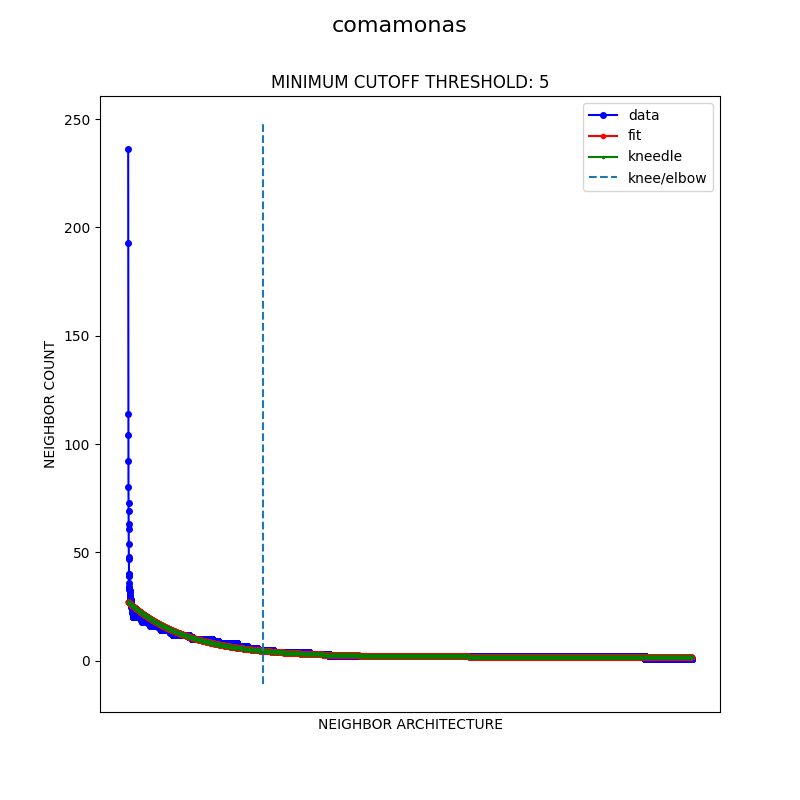 comamonas
MINIMUM CUTOFF THRESHOLD: 5
data
fit
kneedle
knee/elbow
250
200
150
100
50
0
NEIGHBOR COUNT
NEIGHBOR ARCHITECTURE